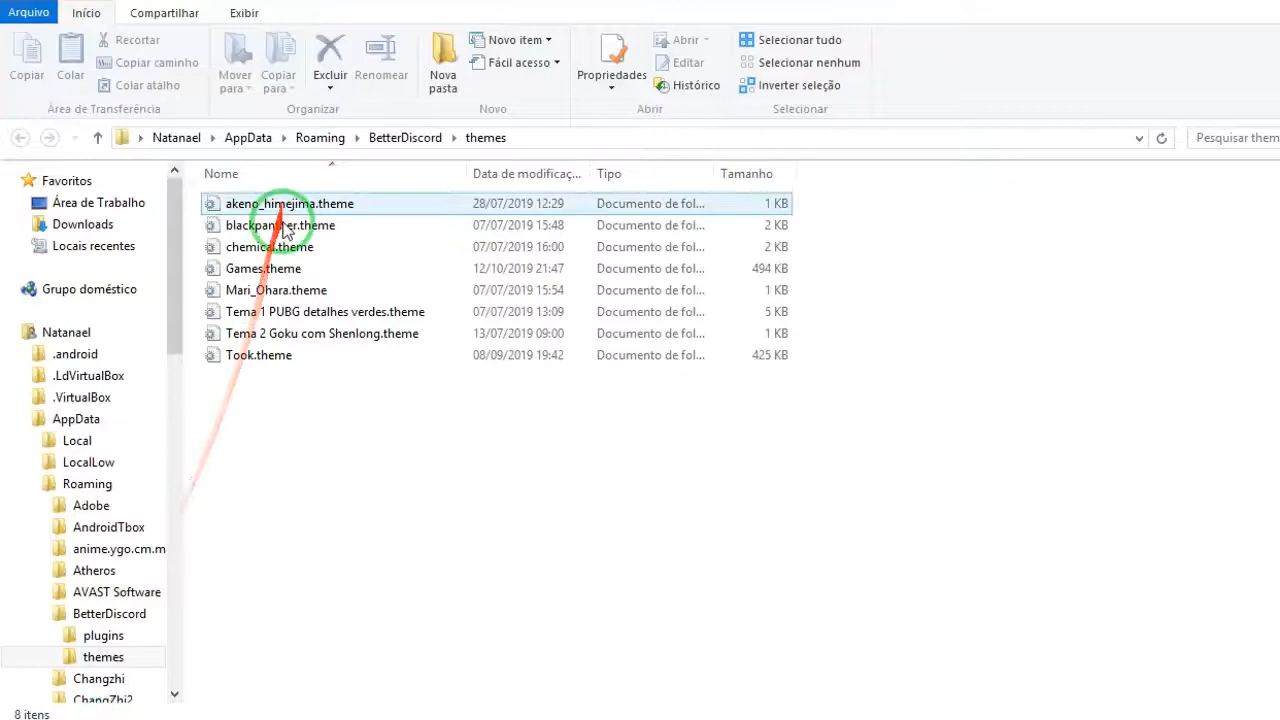 Arquivo Início Compartilhar Exibir
Copiar
Colar
Recortar
Copiar caminho
Colar atalho
Área de Transferência
Mover para
Copiar para
Excluir
Renomear
Organizar
Nova pasta
Novo item
Fácil acesso
Novo
Propriedades
Abrir
Editar
Histórico
Abrir
Selecionar tudo
Selecionar nenhum
Inverter seleção
Selecionar
Natanael AppData Roaming BetterDiscord themes
Pesquisar them
Favoritos
Área de Trabalho
Downloads
Locais recentes
Grupo doméstico
Natanael
.android
.LdVirtualBox
.VirtualBox
AppData
Local
LocalLow
Roaming
Adobe
AndroidTbox
anime.ygo.cm.m
Atheros
AVAST Software
BetterDiscord
plugins
themes
Changzhi
ChangZhi2
Nome Data de modificaç... Tipo Tamanho
akeno_himejima.theme 28/07/2019 12:29 Documento de fol... 1 KB
blackpanther.theme 07/07/2019 15:48 Documento de fol... 2 KB
chemical.theme 07/07/2019 16:00 Documento de fol... 2 KB
Games.theme 12/10/2019 21:47 Documento de fol... 494 KB
Mari_Ohara.theme 07/07/2019 15:54 Documento de fol... 1 KB
Tema 1 PUBG detalhes verdes.theme 07/07/2019 13:09 Documento de fol... 5 KB
Tema 2 Goku com Shenlong.theme 13/07/2019 09:00 Documento de fol... 1 KB
Took.theme 08/09/2019 19:42 Documento de fol... 425 KB
8 itens